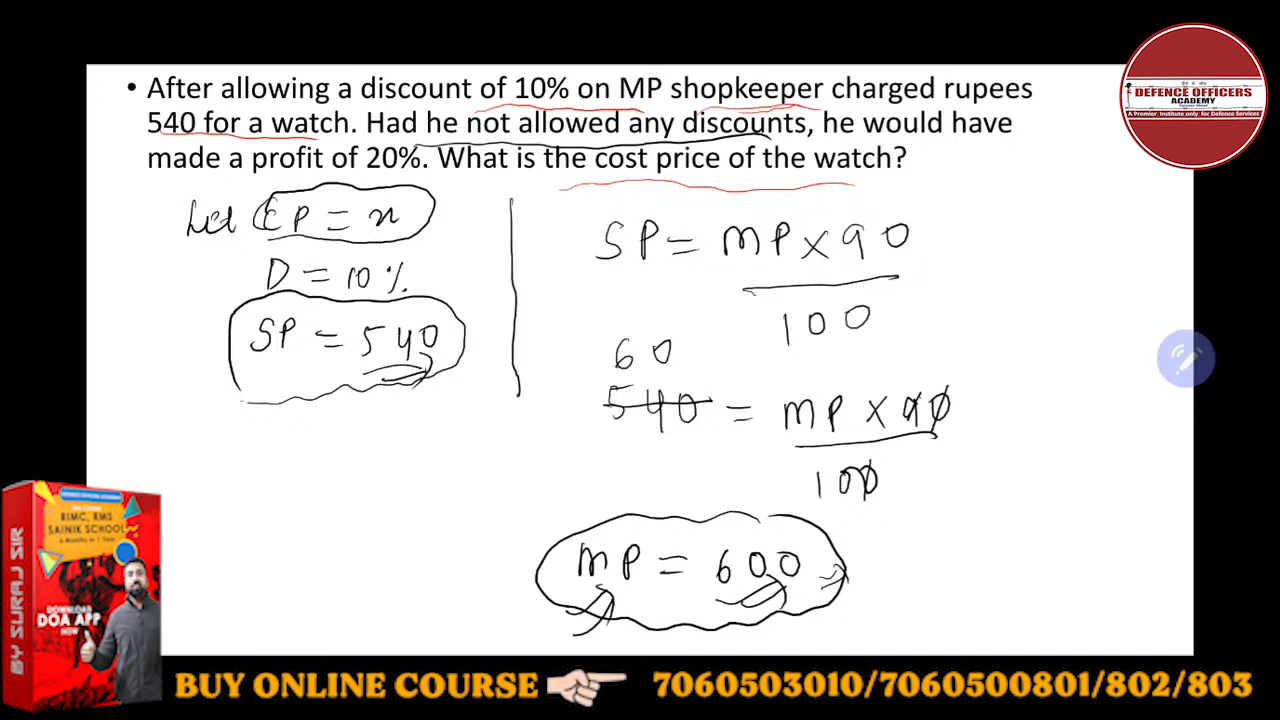 • After allowing a discount of 10% on MP shopkeeper charged rupees
540 for a watch. Had he not allowed any discounts, he would have
made a profit of 20%. What is the cost price of the watch?
DEFENCE OFFICERS
ACADEMY
A Premier Institute only for Defence Services
Let CP = x
D = 10%
SP = 540
SP = MP × 90
100
60
540 = MP × 90
100
MP = 600
BY SURAJ SIR
RIMC, RMS
SAINIK SCHOOL
DOWNLOAD
DOA APP
NOW
BUY ONLINE COURSE 7060503010/7060500801/802/803